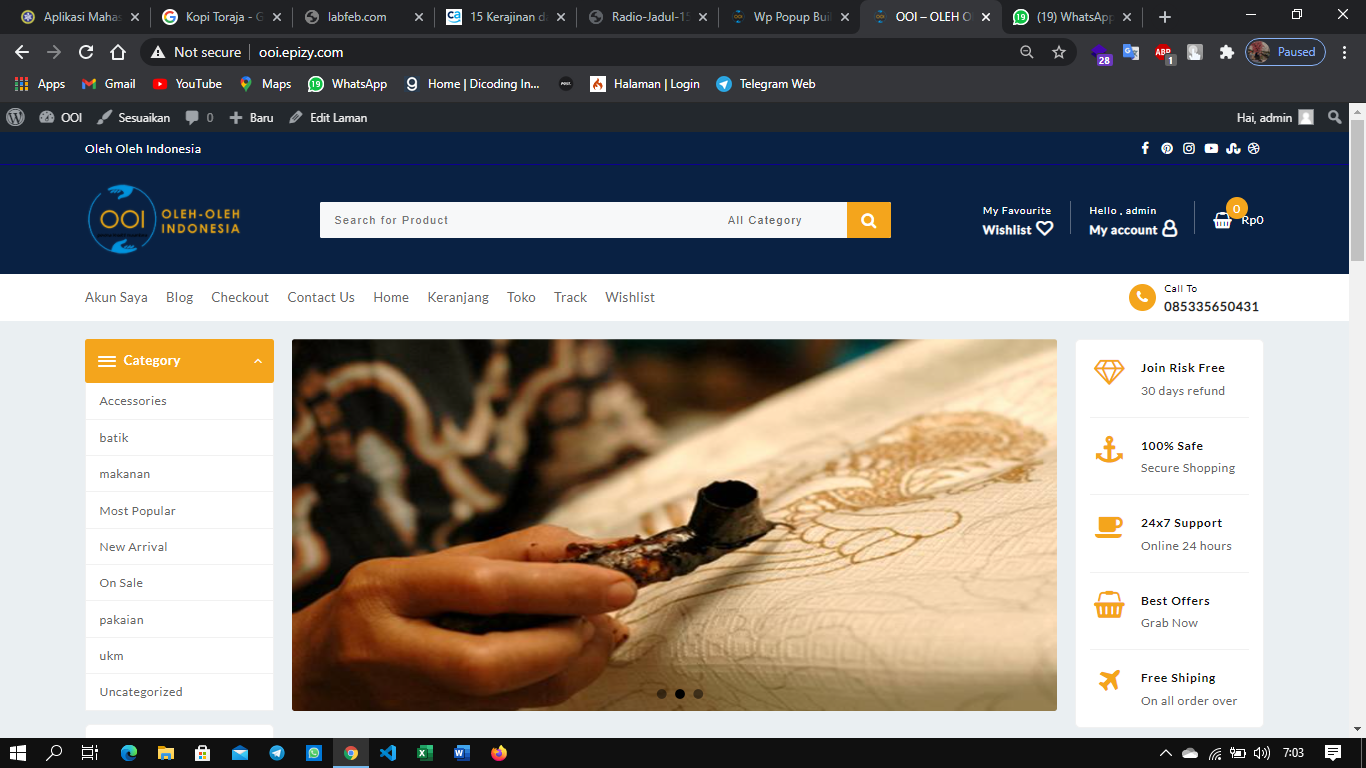 Aplikasi Mahas
Kopi Toraja - G
labfeb.com
15 Kerajinan da
Radio-Jadul-15
Wp Popup Buil
OOI – OLEH O
(19) WhatsApp
Not secure
ooi.epizy.com
28
ABP
1
Paused
Apps
Gmail
YouTube
Maps
19
WhatsApp
Home | Dicoding In...
Halaman | Login
Telegram Web
OOI
Sesuaikan
0
Baru
Edit Laman
Hai, admin
Oleh Oleh Indonesia
OOI
OLEH-OLEH
INDONESIA
Search for Product
All Category
My Favourite
Wishlist
Hello , admin
My account
0
Rp0
Akun Saya
Blog
Checkout
Contact Us
Home
Keranjang
Toko
Track
Wishlist
Call To
085335650431
Category
Accessories
batik
makanan
Most Popular
New Arrival
On Sale
pakaian
ukm
Uncategorized
Join Risk Free
30 days refund
100% Safe
Secure Shopping
24x7 Support
Online 24 hours
Best Offers
Grab Now
Free Shiping
On all order over
7:03